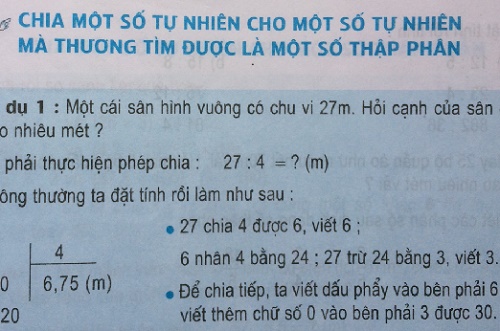 CHIA MỘT SỐ TỰ NHIÊN CHO MỘT SỐ TỰ NHIÊN
MÀ THƯƠNG TÌM ĐƯỢC LÀ MỘT SỐ THẬP PHÂN
dụ 1 : Một cái sân hình vuông có chu vi 27m. Hỏi cạnh của sân
o nhiêu mét ?
phải thực hiện phép chia : 27 : 4 = ? (m)
ông thường ta đặt tính rồi làm như sau :
• 27 chia 4 được 6, viết 6 ;
6 nhân 4 bằng 24 ; 27 trừ 24 bằng 3, viết 3.
4
0 6,75 (m)
20
• Để chia tiếp, ta viết dấu phẩy vào bên phải 6
viết thêm chữ số 0 vào bên phải 3 được 30.